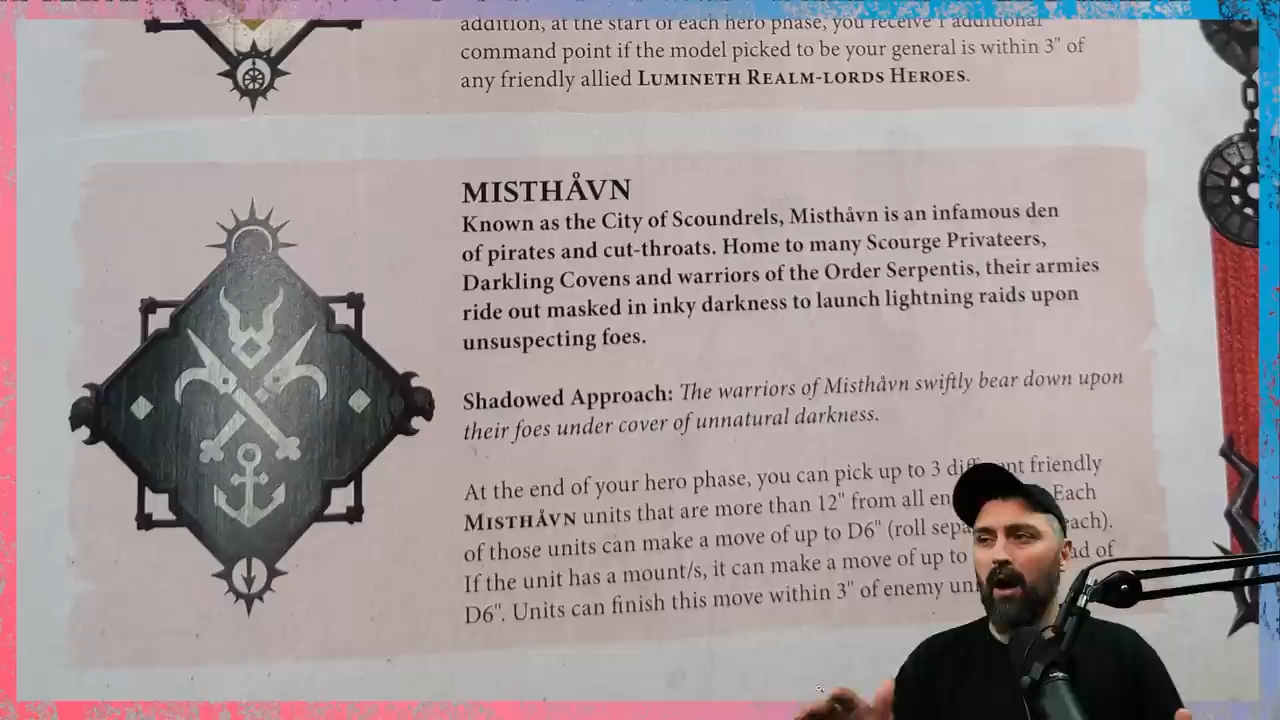 addition, at the start of each hero phase, you receive 1 additional
command point if the model picked to be your general is within 3" of
any friendly allied LUMINETH REALM-LORDS HEROES.
MISTHÅVN
Known as the City of Scoundrels, Misthåvn is an infamous den
of pirates and cut-throats. Home to many Scourge Privateers,
Darkling Covens and warriors of the Order Serpentis, their armies
ride out masked in inky darkness to launch lightning raids upon
unsuspecting foes.
Shadowed Approach: The warriors of Misthåvn swiftly bear down upon
their foes under cover of unnatural darkness.
At the end of your hero phase, you can pick up to 3 friendly
MISTHÅVN units that are more than 12" from all Each
of those units can make a move of up to D6" (roll each).
If the unit has a mount/s, it can make a move of up to of
D6". Units can finish this move within 3" of enemy